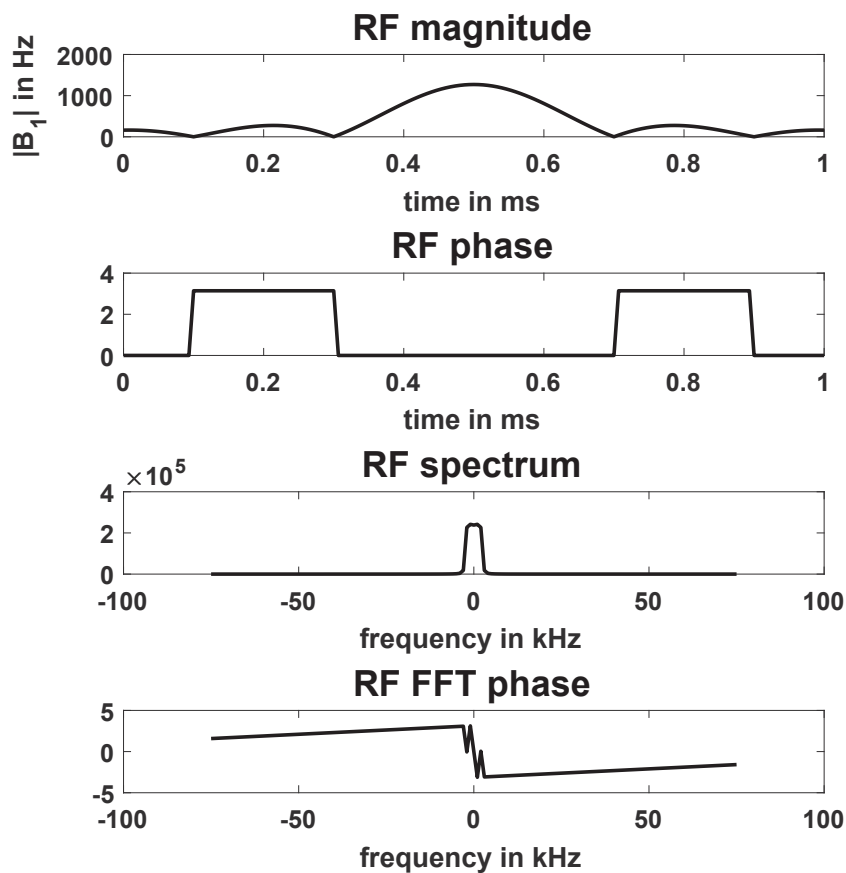 RF magnitude
|B1| in Hz
2000
1000
0
0 0.2 0.4 0.6 0.8 1
time in ms
RF phase
4
2
0
0 0.2 0.4 0.6 0.8 1
time in ms
RF spectrum
×10^5
4
2
0
-100 -50 0 50 100
frequency in kHz
RF FFT phase
5
0
-5
-100 -50 0 50 100
frequency in kHz